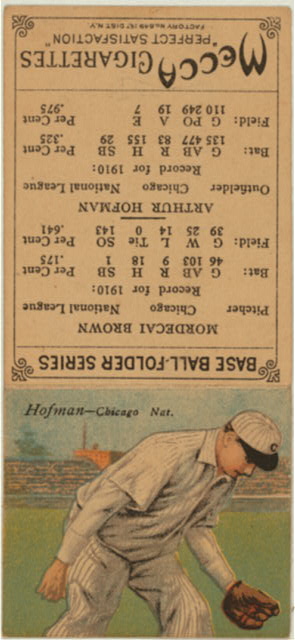 BASE BALL-FOLDER SERIES
MORDECAI BROWN
Pitcher Chicago National League
Record for 1910:
Bat: G AB R H SB Per Cent
46 103 9 18 1 .175
Field: G W L Tie SO Per Cent
39 25 14 0 143 .641
ARTHUR HOFMAN
Outfielder Chicago National League
Record for 1910:
Bat: G AB R H SB Per Cent
135 477 83 155 29 .325
Field: G PO A E Per Cent
110 249 19 7 .975
MECCA CIGARETTES
"PERFECT SATISFACTION"
FACTORY No. 649 1st DIST. N.Y.
Hofman—Chicago Nat.
C